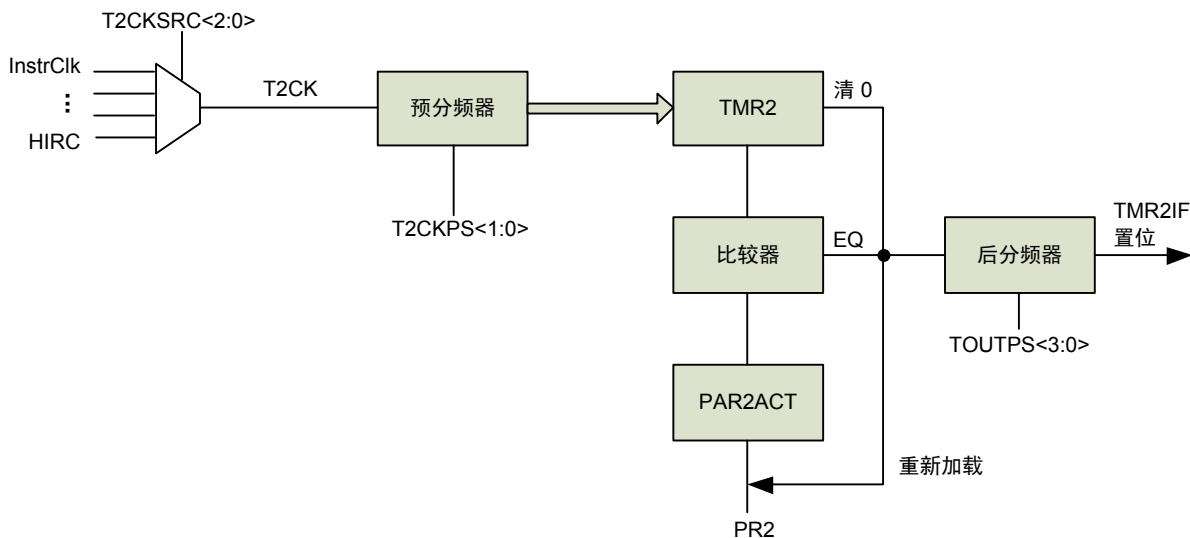 T2CKSRC<2:0>
InstrClk
⋮
HIRC
T2CK
预分频器
T2CKPS<1:0>
TMR2
清 0
比较器
EQ
后分频器
TMR2IF
置位
TOUTPS<3:0>
PAR2ACT
重新加载
PR2